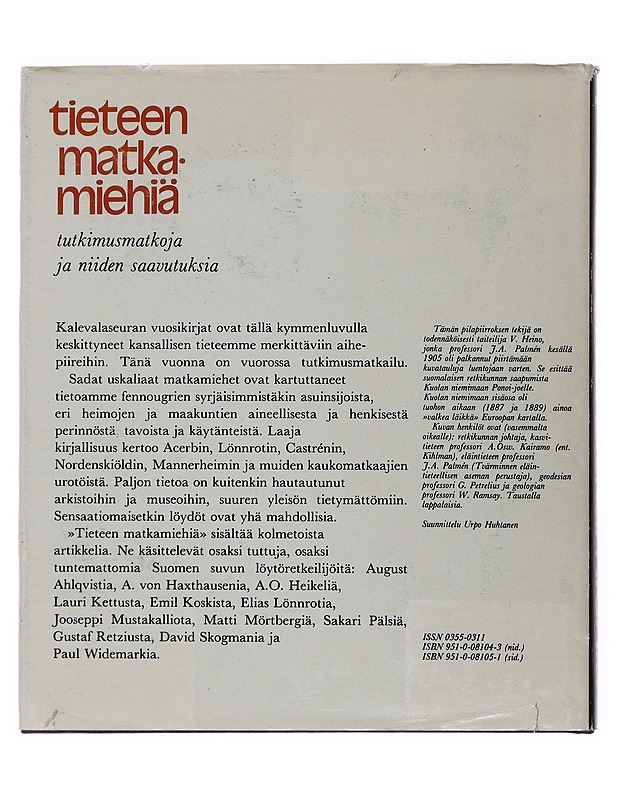 tieteen
matka-
miehiä
tutkimusmatkoja
ja niiden saavutuksia
Kalevalaseuran vuosikirjat ovat tällä kymmenluvulla
keskittyneet kansallisen tieteemme merkittäviin aihe-
piireihin. Tänä vuonna on vuorossa tutkimusmatkailu.
Sadat uskaliaat matkamiehet ovat kartuttaneet
tietoamme fennougrien syrjäisimmistäkin asuinsijoista,
eri heimojen ja maakuntien aineellisesta ja henkisestä
perinnöstä, tavoista ja käytänteistä. Laaja
kirjallisuus kertoo Acerbin, Lönnrotin, Castrénin,
Nordenskiöldin, Mannerheimin ja muiden kaukomatkaajien
urotöistä. Paljon tietoa on kuitenkin hautautunut
arkistoihin ja museoihin, suuren yleisön tietymättömiin.
Sensaatiomaisetkin löydöt ovat yhä mahdollisia.
»Tieteen matkamiehiä» sisältää kolmetoista
artikkelia. Ne käsittelevät osaksi tuttuja, osaksi
tuntemattomia Suomen suvun löytöretkeilijöitä: August
Ahlqvistia, A. von Haxthausenia, A.O. Heikeliä,
Lauri Kettusta, Emil Koskista, Elias Lönnrotia,
Jooseppi Mustakalliota, Matti Mörtbergiä, Sakari Pälsiä,
Gustaf Retziusta, David Skogmania ja
Paul Widemarkia.
Tämän pilapiirroksen tekijä on
todennäköisesti taiteilija V. Heino,
jonka professori J.A. Palmén kesällä
1905 oli palkannut piirtämään
kuvatauluja luentojaan varten. Se esittää
suomalaisen retkikunnan saapumista
Kuolan niemimaan Ponoi-joelle.
Kuolan niemimaan sisäosa oli
tuohon aikaan (1887 ja 1889) ainoa
»valkea läikkä» Euroopan kartalla.
Kuvan henkilöt ovat (vasemmalta
oikealle): retkikunnan johtaja, kasvi-
tieteen professori A.Osw. Kairamo (ent.
Kihlman), eläintieteen professori
J.A. Palmén (Tvärminnen eläin-
tieteellisen aseman perustaja), geodesian
professori G. Petrelius ja geologian
professori W. Ramsay. Taustalla
lappalaisia.
Suunnittelu Urpo Huhtanen
ISSN 0355-0311
ISBN 951-0-08104-3 (nid.)
ISBN 951-0-08105-1 (sid.)